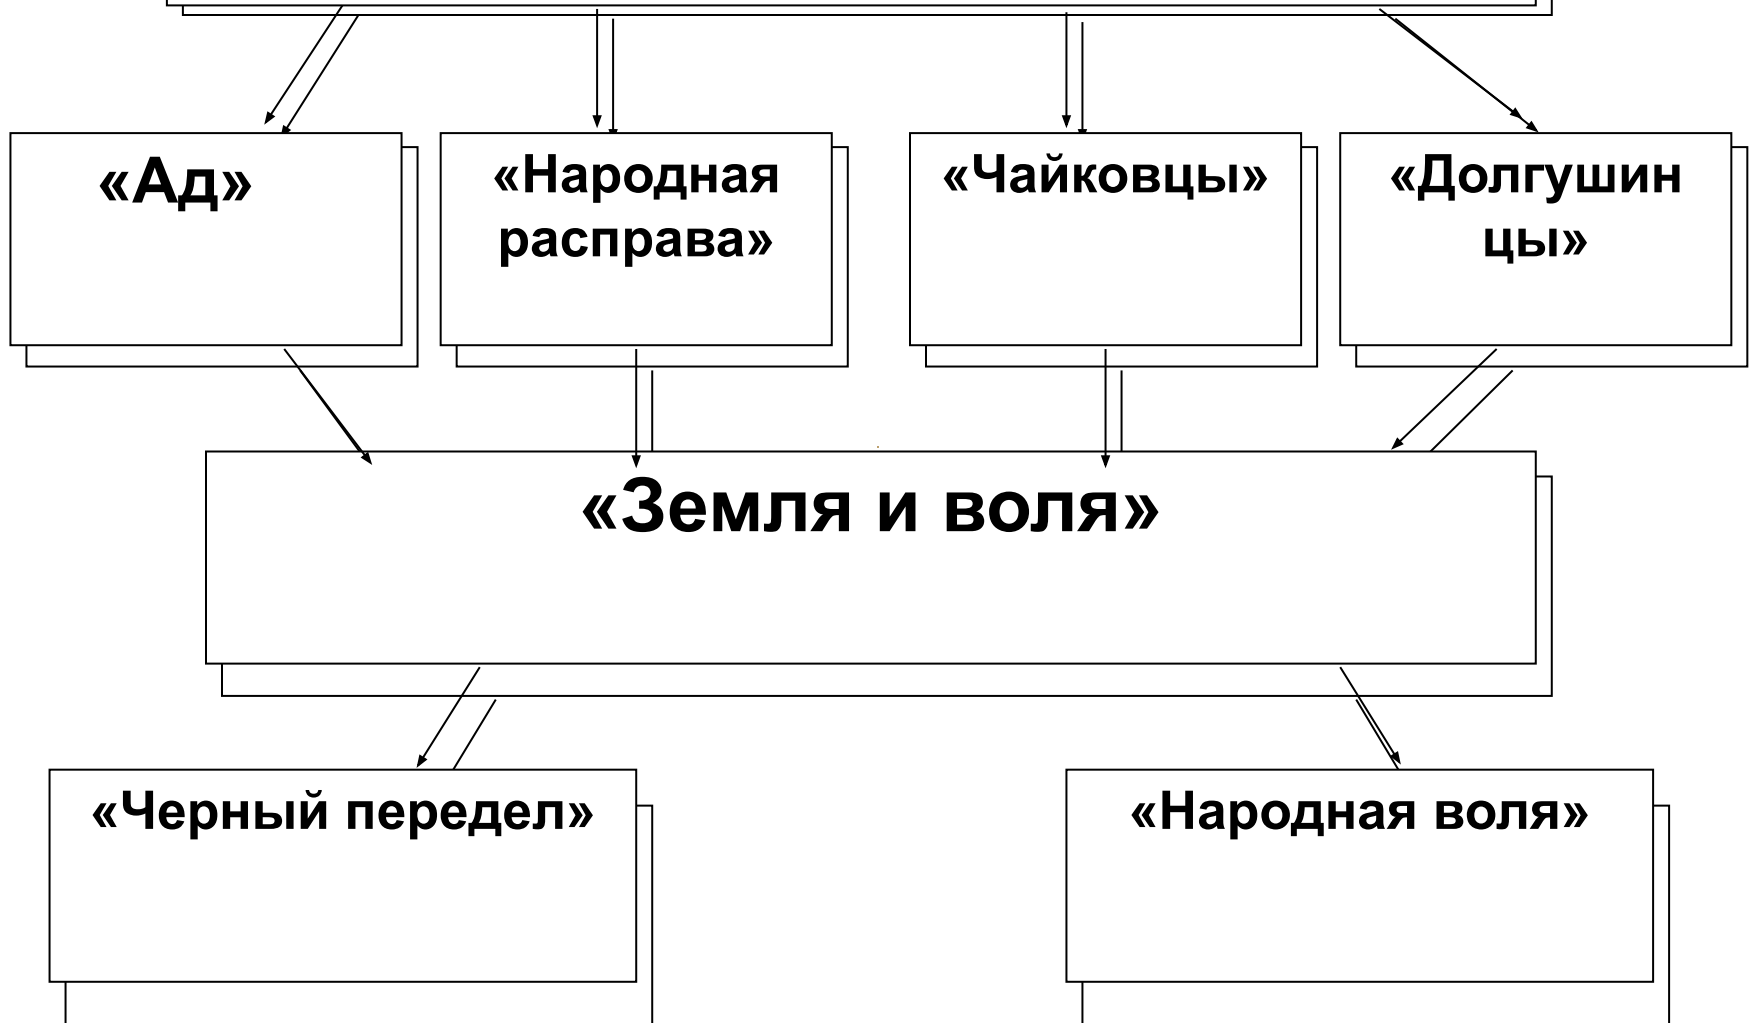 «Ад»
«Народная
расправа»
«Чайковцы»
«Долгушин
цы»
«Земля и воля»
«Черный передел»
«Народная воля»